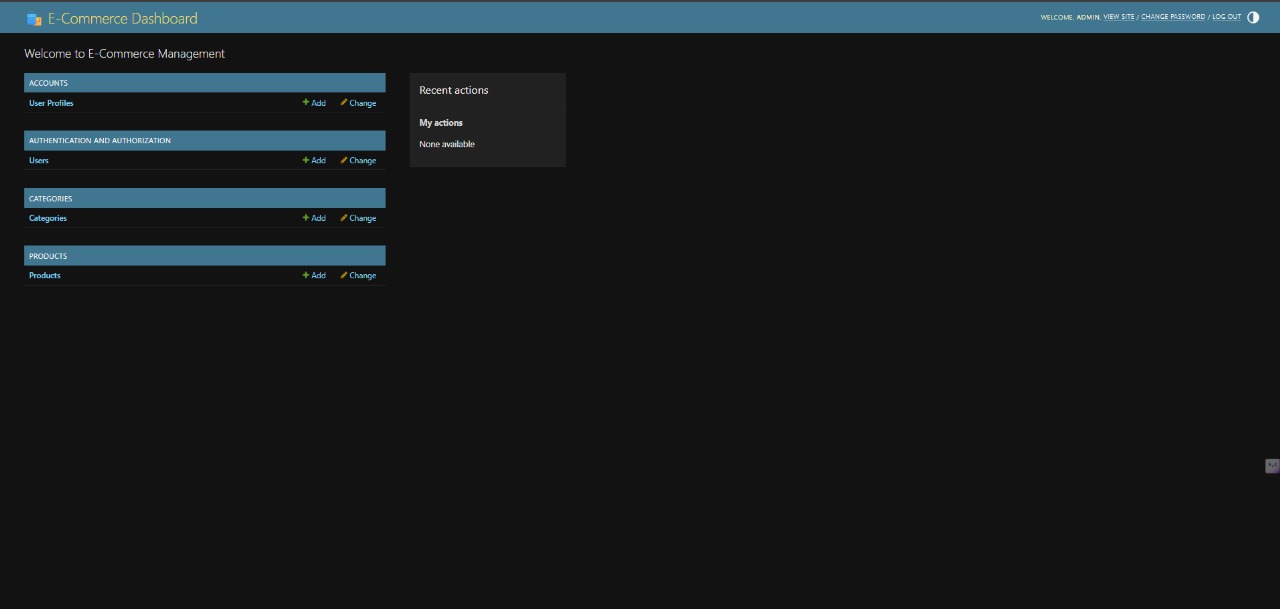 E-Commerce Dashboard
WELCOME, ADMIN. VIEW SITE / CHANGE PASSWORD / LOG OUT
Welcome to E-Commerce Management
ACCOUNTS
User Profiles Add Change
AUTHENTICATION AND AUTHORIZATION
Users Add Change
CATEGORIES
Categories Add Change
PRODUCTS
Products Add Change
Recent actions
My actions
None available